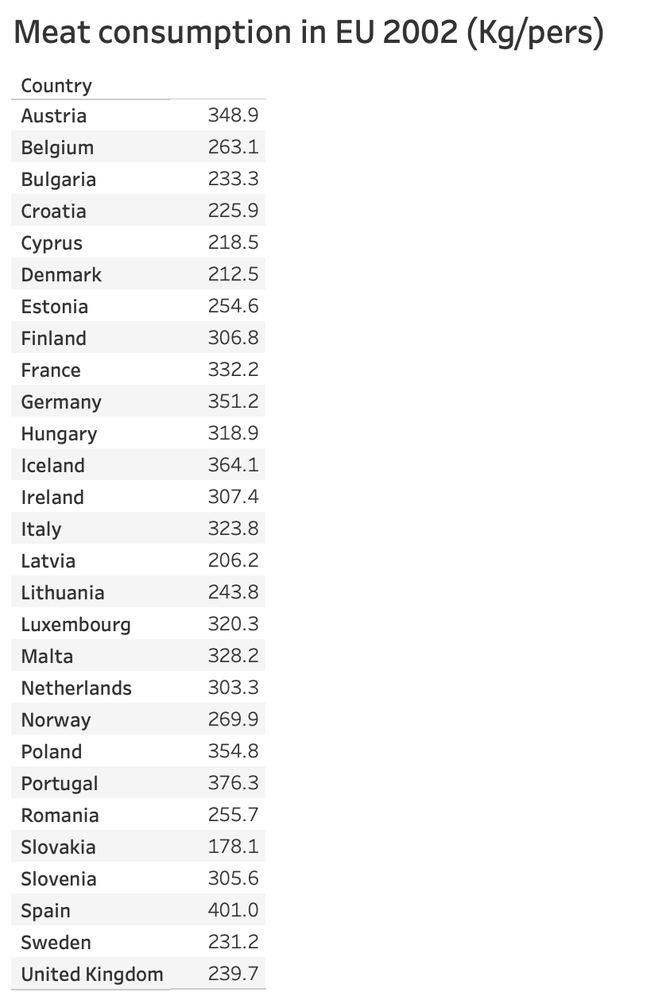 Meat consumption in EU 2002 (Kg/pers)
Country
Austria 348.9
Belgium 263.1
Bulgaria 233.3
Croatia 225.9
Cyprus 218.5
Denmark 212.5
Estonia 254.6
Finland 306.8
France 332.2
Germany 351.2
Hungary 318.9
Iceland 364.1
Ireland 307.4
Italy 323.8
Latvia 206.2
Lithuania 243.8
Luxembourg 320.3
Malta 328.2
Netherlands 303.3
Norway 269.9
Poland 354.8
Portugal 376.3
Romania 255.7
Slovakia 178.1
Slovenia 305.6
Spain 401.0
Sweden 231.2
United Kingdom 239.7